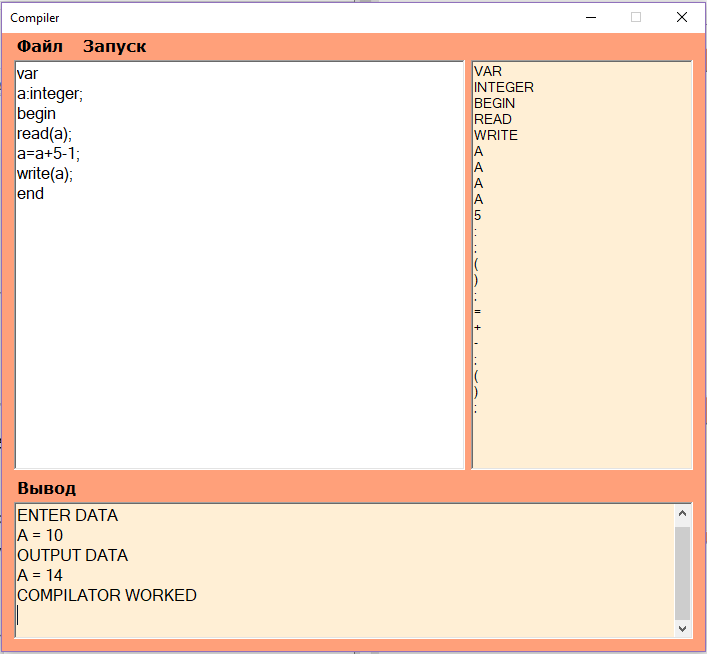 Compiler
Файл Запуск
var
a:integer;
begin
read(a);
a=a+5-1;
write(a);
end
VAR
INTEGER
BEGIN
READ
WRITE
A
A
A
A
5
:
;
(
)
;
=
+
-
;
(
)
;
Вывод
ENTER DATA
A = 10
OUTPUT DATA
A = 14
COMPILATOR WORKED